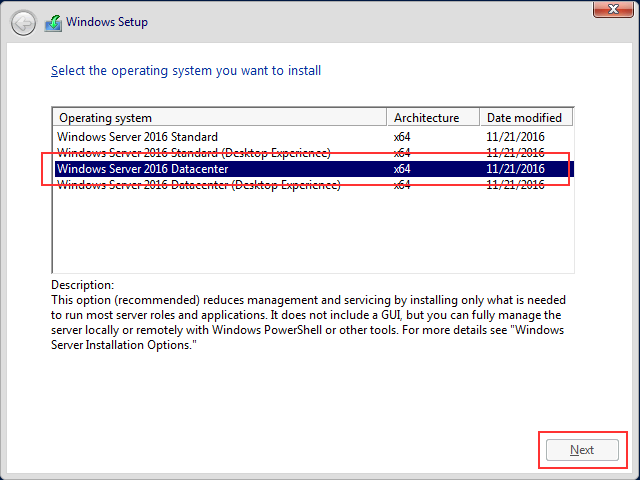 Windows Setup
Select the operating system you want to install
Operating system Architecture Date modified
Windows Server 2016 Standard x64 11/21/2016
Windows Server 2016 Standard (Desktop Experience) x64 11/21/2016
Windows Server 2016 Datacenter x64 11/21/2016
Windows Server 2016 Datacenter (Desktop Experience) x64 11/21/2016
Description:
This option (recommended) reduces management and servicing by installing only what is needed
to run most server roles and applications. It does not include a GUI, but you can fully manage the
server locally or remotely with Windows PowerShell or other tools. For more details see "Windows
Server Installation Options."
Next